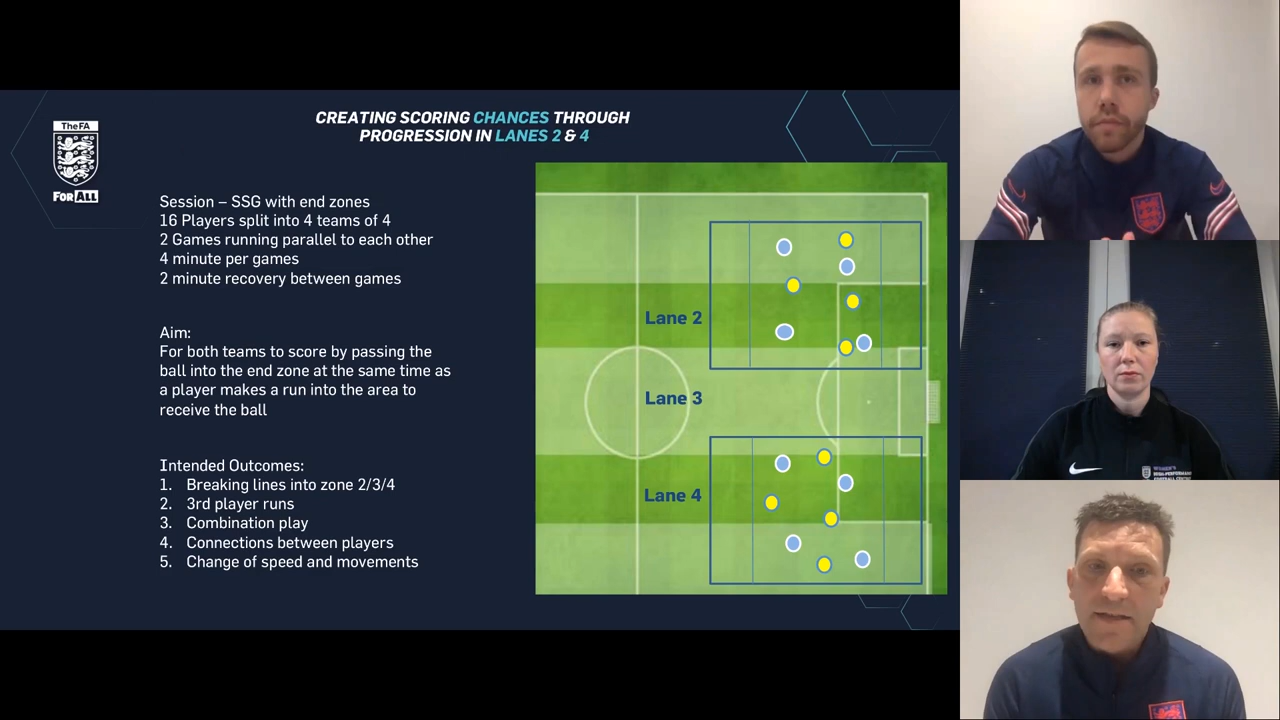 CREATING SCORING CHANCES THROUGH
PROGRESSION IN LANES 2 & 4
TheFA
FORALL
Session – SSG with end zones
16 Players split into 4 teams of 4
2 Games running parallel to each other
4 minute per games
2 minute recovery between games
Aim:
For both teams to score by passing the
ball into the end zone at the same time as
a player makes a run into the area to
receive the ball
Intended Outcomes:
1. Breaking lines into zone 2/3/4
2. 3rd player runs
3. Combination play
4. Connections between players
5. Change of speed and movements
Lane 2
Lane 3
Lane 4